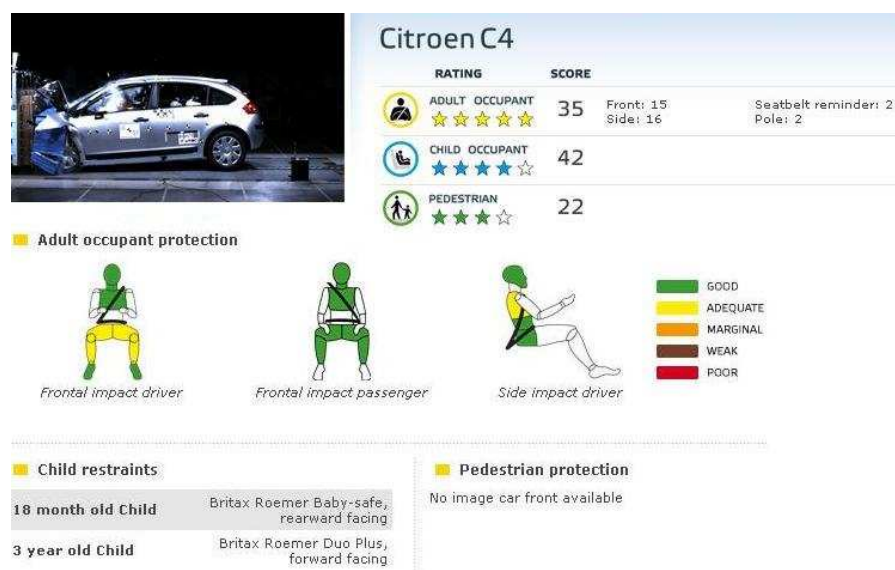 Citroen C4
RATING SCORE
ADULT OCCUPANT 35 Front: 15 Seatbelt reminder: 2
Side: 16 Pole: 2
CHILD OCCUPANT 42
PEDESTRIAN 22
Adult occupant protection
GOOD
ADEQUATE
MARGINAL
WEAK
POOR
Frontal impact driver Frontal impact passenger Side impact driver
Child restraints
18 month old Child Britax Roemer Baby-safe,
rearward facing
3 year old Child Britax Roemer Duo Plus,
forward facing
Pedestrian protection
No image car front available